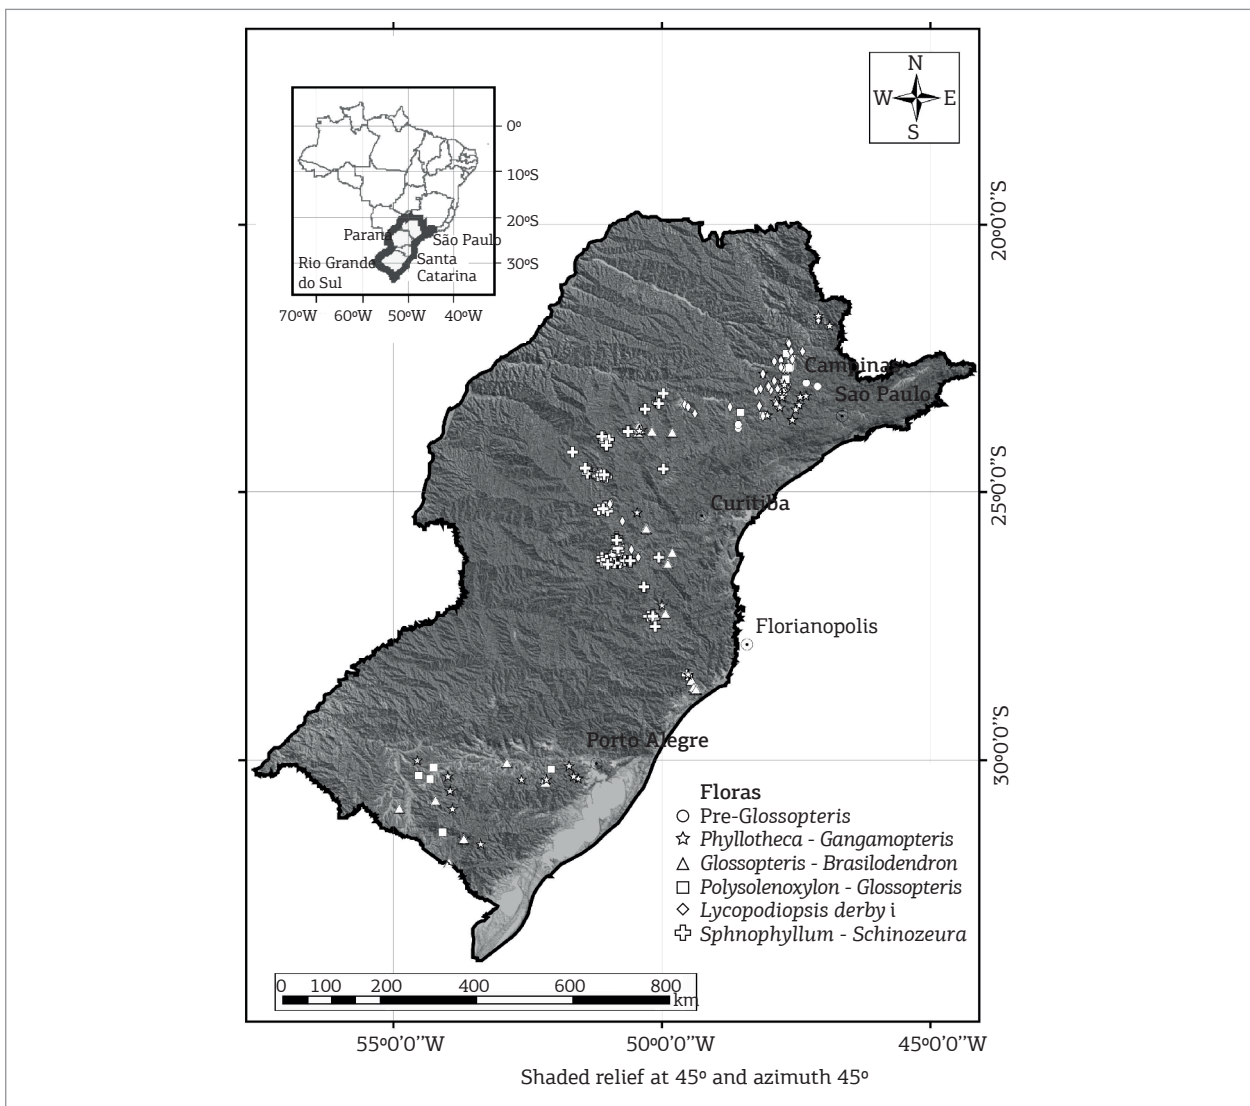 N
W E
S
0º
10ºS
20ºS
30ºS
Parana
São Paulo
Rio Grande
do Sul
Santa
Catarina
70ºW 60ºW 50ºW 40ºW
20º0'0''S
25º0'0''S
30º0'0''S
Campinas
Sao Paulo
Curitiba
Florianopolis
Porto Alegre
Floras
Pre-Glossopteris
Phyllotheca - Gangamopteris
Glossopteris - Brasilodendron
Polysolenoxylon - Glossopteris
Lycopodiopsis derby i
Sphnophyllum - Schinozeura
0 100 200 400 600 800
km
55º0'0''W 50º0'0''W 45º0'0''W
Shaded relief at 45º and azimuth 45º